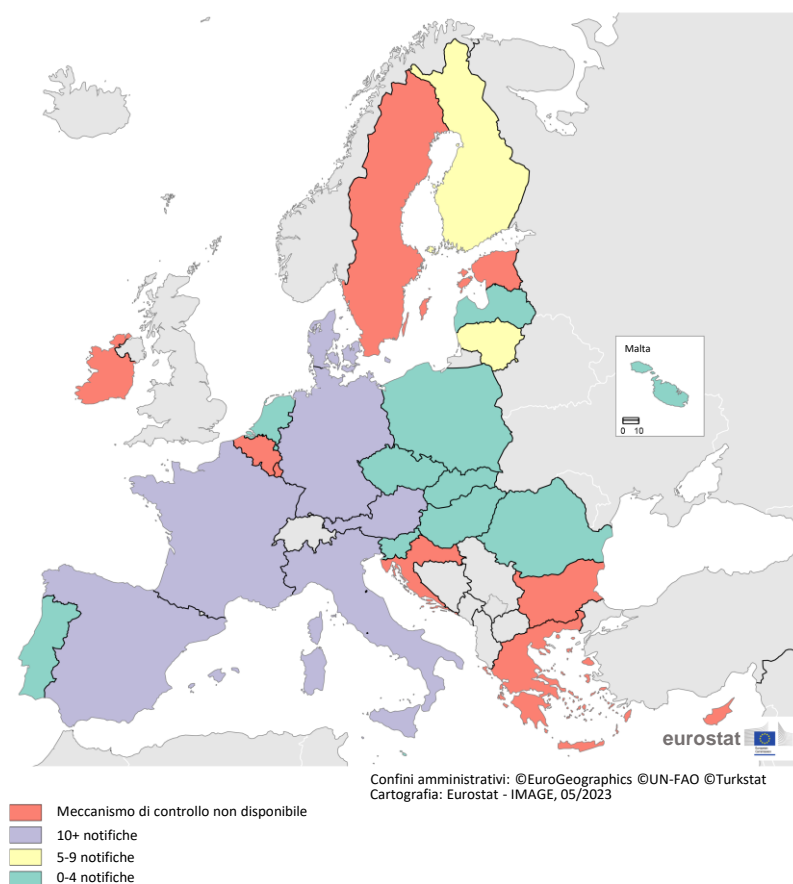 Malta
0 10
eurostat
Confini amministrativi: ©EuroGeographics ©UN-FAO ©Turkstat
Cartografia: Eurostat - IMAGE, 05/2023
Meccanismo di controllo non disponibile
10+ notifiche
5-9 notifiche
0-4 notifiche